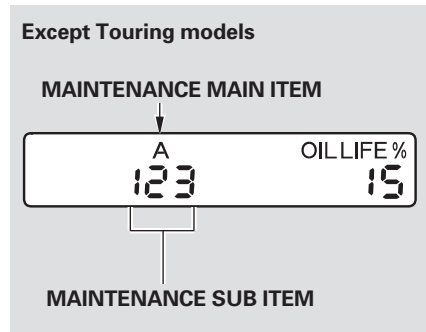 Except Touring models
MAINTENANCE MAIN ITEM
A OIL LIFE %
123 15
MAINTENANCE SUB ITEM